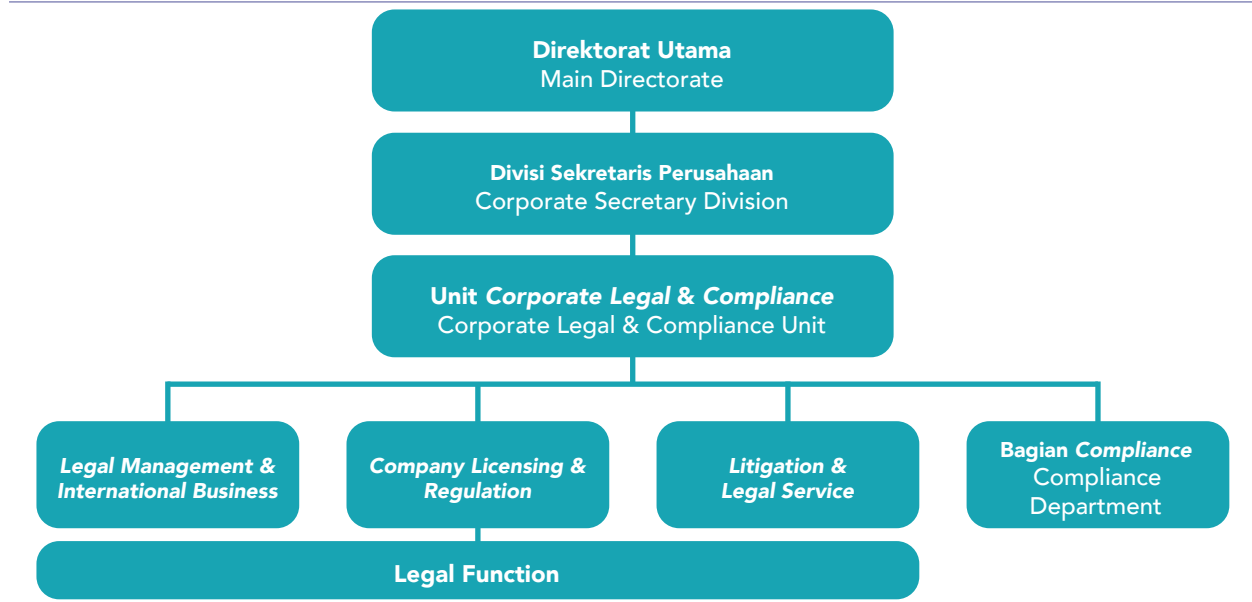 Direktorat Utama
Main Directorate
Divisi Sekretaris Perusahaan
Corporate Secretary Division
Unit Corporate Legal & Compliance
Corporate Legal & Compliance Unit
Legal Management &
International Business
Company Licensing &
Regulation
Litigation &
Legal Service
Bagian Compliance
Compliance
Department
Legal Function